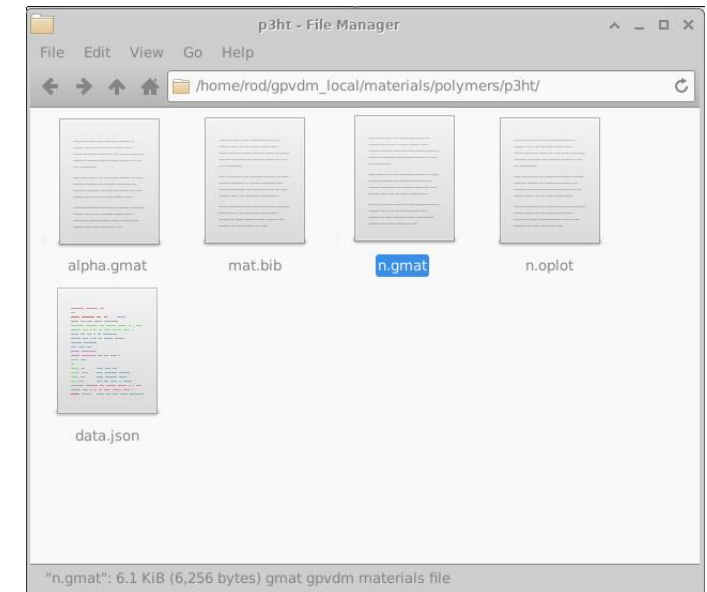 p3ht - File Manager
File Edit View Go Help
/home/rod/gpvdm_local/materials/polymers/p3ht/
alpha.gmat mat.bib n.gmat n.oplot
data.json
"n.gmat": 6.1 KiB (6,256 bytes) gmat gpvdm materials file